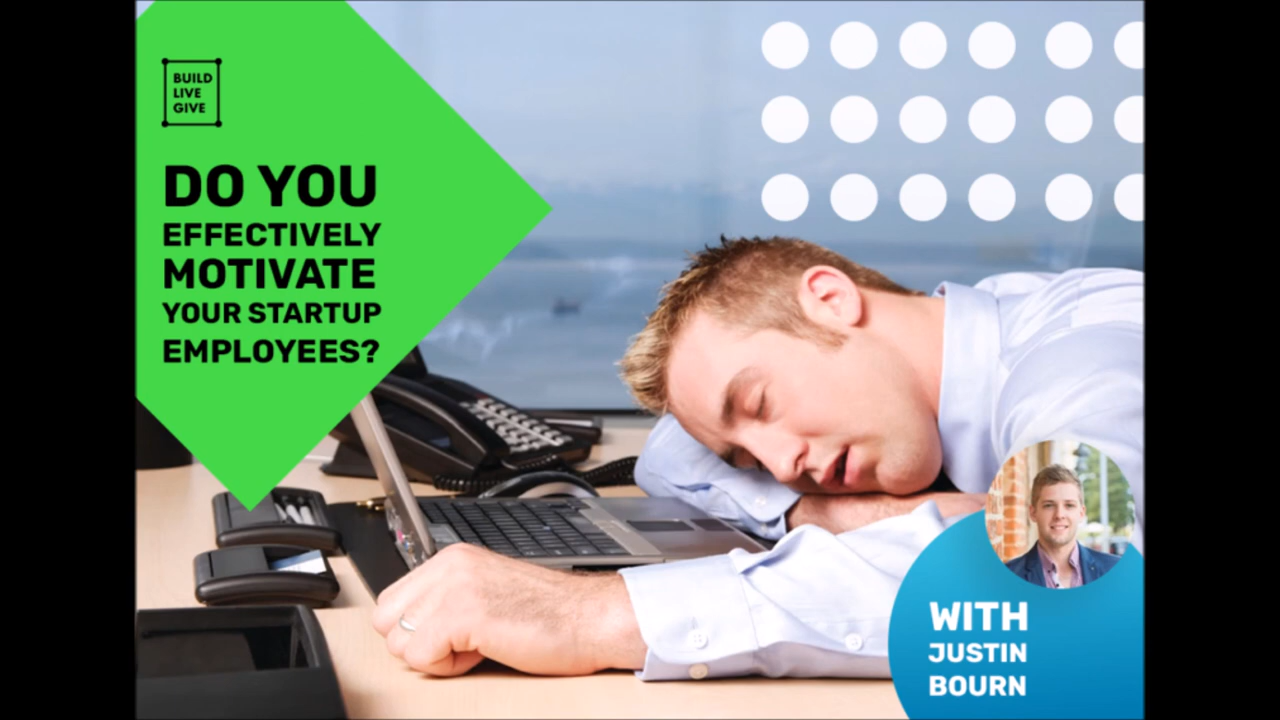 BUILD
LIVE
GIVE
DO YOU
EFFECTIVELY
MOTIVATE
YOUR STARTUP
EMPLOYEES?
WITH
JUSTIN
BOURN